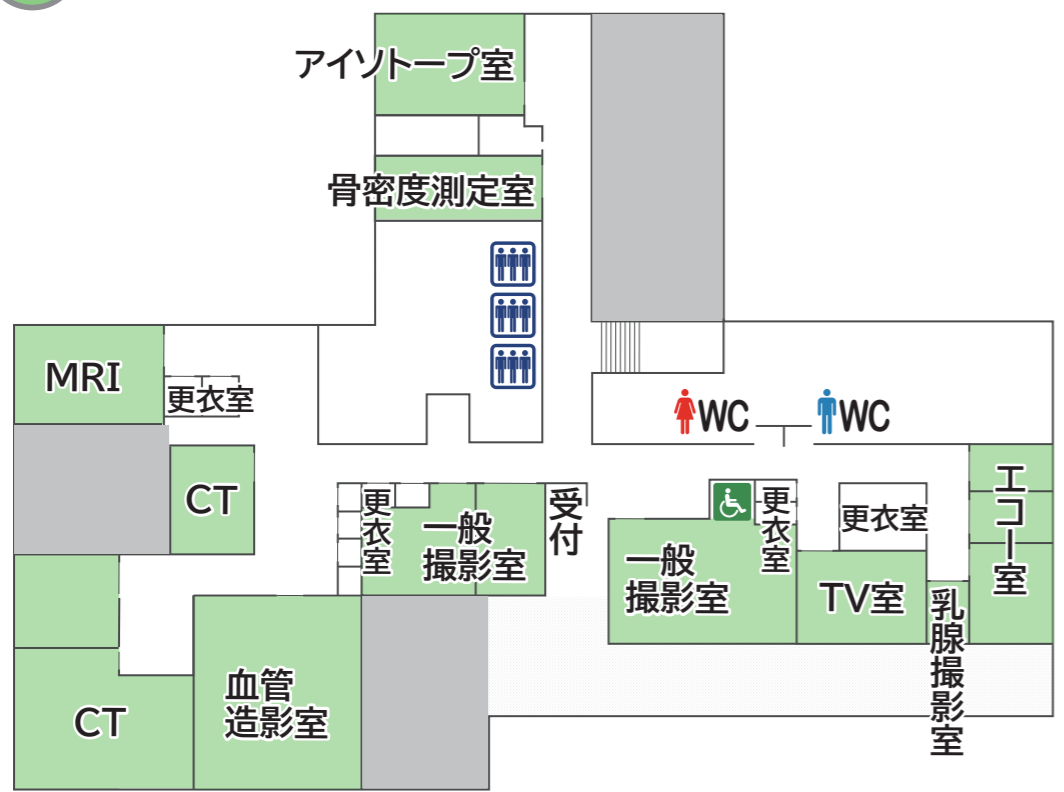 アイソトープ室
骨密度測定室
MRI
更衣室
WC
WC
CT
更衣室
一般
撮影室
受付
更衣室
更衣室
エコー室
一般
撮影室
TV室
乳腺撮影室
CT
血管
造影室